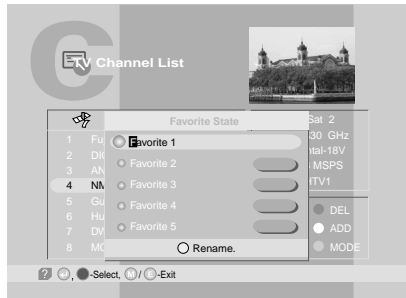 TV Channel List
Favorite State
Sat 2
1 Fu
Favorite 1
30 GHz
2 DI
Favorite 2
ntal-18V
3 AN
MSPS
4 NM
Favorite 3
HTV1
5 Gu
Favorite 4
DEL
6 Hu
7 DW
Favorite 5
ADD
8 MC
Rename.
MODE
? , -Select, M / E -Exit